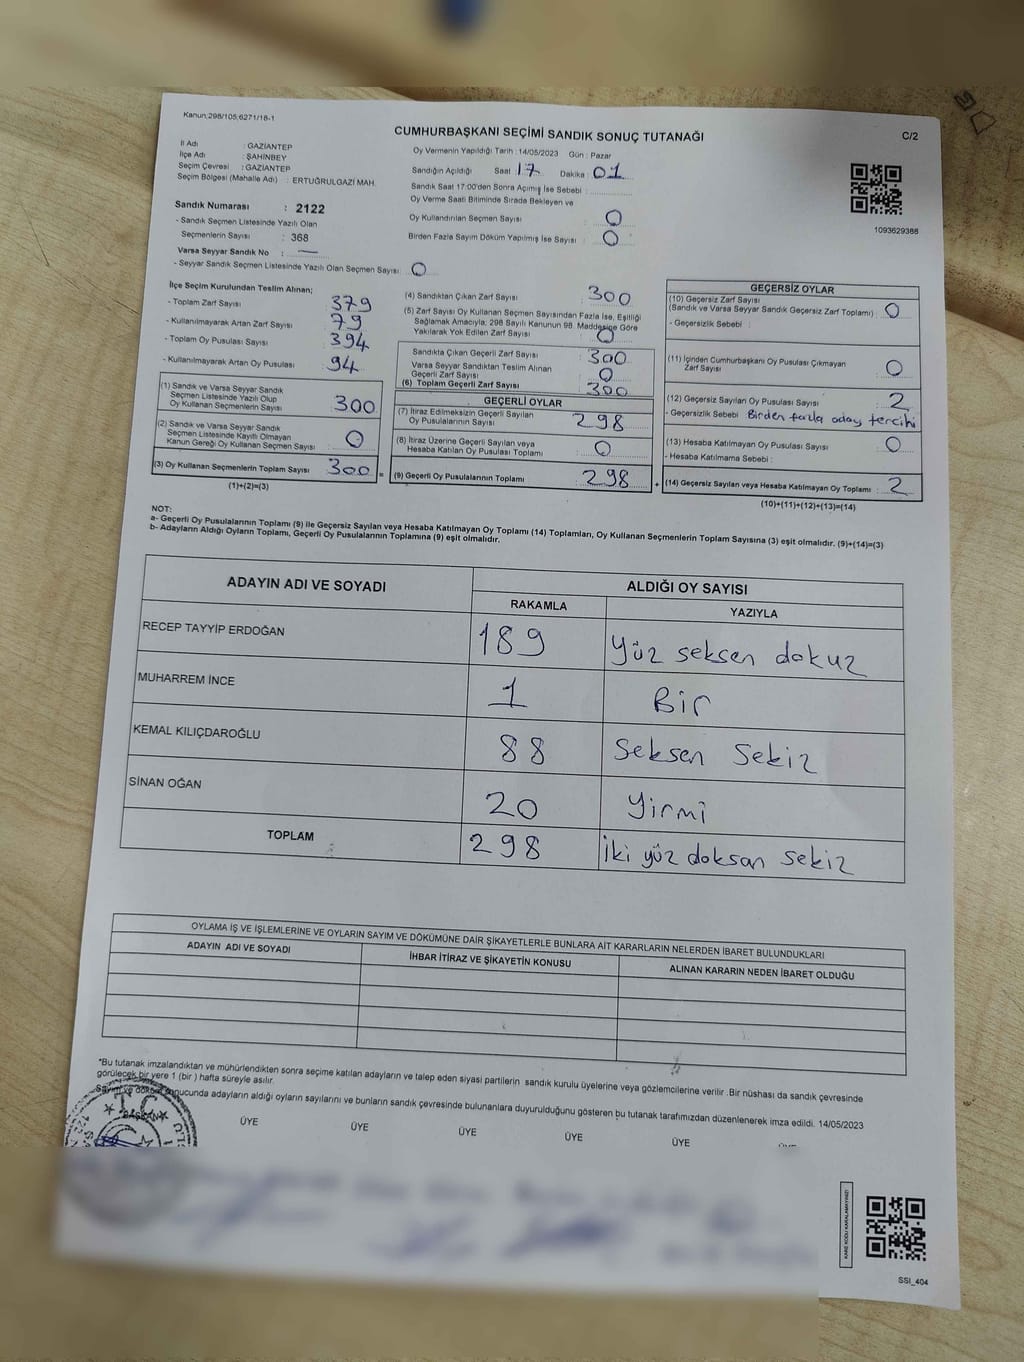 Kanun;298/105;6271/18-1
CUMHURBAŞKANI SEÇİMİ SANDIK SONUÇ TUTANAĞI
C/2
İl Adı : GAZİANTEP
İlçe Adı : ŞAHİNBEY
Seçim Çevresi : GAZİANTEP
Seçim Bölgesi (Mahalle Adı) : ERTUĞRULGAZİ MAH.
Oy Vermenin Yapıldığı Tarih : 14/05/2023 Gün : Pazar
Sandığın Açıldığı Saat : 17 Dakika : 01
Sandık Saat 17:00'den Sonra Açımış İse Sebebi :
Oy Verme Saati Bitiminde Sırada Bekleyen ve
Oy Kullandırılan Seçmen Sayısı : 0
Birden Fazla Sayım Döküm Yapılmış İse Sayısı : 0
1093629386
Sandık Numarası : 2122
- Sandık Seçmen Listesinde Yazılı Olan
Seçmenlerin Sayısı : 368
Varsa Seyyar Sandık No : —
- Seyyar Sandık Seçmen Listesinde Yazılı Olan Seçmen Sayısı: 0
İlçe Seçim Kurulundan Teslim Alınan;
- Toplam Zarf Sayısı : 379
- Kullanılmayarak Artan Zarf Sayısı : 79
- Toplam Oy Pusulası Sayısı : 394
- Kullanılmayarak Artan Oy Pusulası : 94
(1) Sandık ve Varsa Seyyar Sandık
Seçmen Listesinde Yazılı Olup
Oy Kullanan Seçmenlerin Sayısı : 300
(2) Sandık ve Varsa Seyyar Sandık
Seçmen Listesinde Kayıtlı Olmayan
Kanun Gereği Oy Kullanan Seçmen Sayısı : 0
(3) Oy Kullanan Seçmenlerin Toplam Sayısı : 300 =
(1)+(2)=(3)
(4) Sandıktan Çıkan Zarf Sayısı : 300
(5) Zarf Sayısı Oy Kullanan Seçmen Sayısından Fazla İse, Eşitliği
Sağlamak Amacıyla; 298 Sayılı Kanunun 98. Maddesine Göre
Yakılarak Yok Edilen Zarf Sayısı : 0
Sandıkta Çıkan Geçerli Zarf Sayısı : 300
Varsa Seyyar Sandıktan Teslim Alınan
Geçerli Zarf Sayısı : 0
(6) Toplam Geçerli Zarf Sayısı : 300
GEÇERLİ OYLAR
(7) İtiraz Edilmeksizin Geçerli Sayılan
Oy Pusulalarının Sayısı : 298
(8) İtiraz Üzerine Geçerli Sayılan veya
Hesaba Katılan Oy Pusulası Toplamı : 0
(9) Geçerli Oy Pusulalarının Toplamı : 298 +
GEÇERSİZ OYLAR
(10) Geçersiz Zarf Sayısı
(Sandık ve Varsa Seyyar Sandık Geçersiz Zarf Toplamı) : 0
- Geçersizlik Sebebi :
(11) İçinden Cumhurbaşkanı Oy Pusulası Çıkmayan
Zarf Sayısı : 0
(12) Geçersiz Sayılan Oy Pusulası Sayısı : 2
- Geçersizlik Sebebi : Birden fazla aday tercihi
(13) Hesaba Katılmayan Oy Pusulası Sayısı : 0
- Hesaba Katılmama Sebebi :
(14) Geçersiz Sayılan veya Hesaba Katılmayan Oy Toplamı : 2
(10)+(11)+(12)+(13)=(14)
NOT:
a- Geçerli Oy Pusulalarının Toplamı (9) ile Geçersiz Sayılan veya Hesaba Katılmayan Oy Toplamı (14) Toplamları, Oy Kullanan Seçmenlerin Toplam Sayısına (3) eşit olmalıdır. (9)+(14)=(3)
b- Adayların Aldığı Oyların Toplamı, Geçerli Oy Pusulalarının Toplamına (9) eşit olmalıdır.
ADAYIN ADI VE SOYADI ALDIĞI OY SAYISI
RAKAMLA YAZIYLA
RECEP TAYYİP ERDOĞAN 189 Yüz seksen dokuz
MUHARREM İNCE 1 Bir
KEMAL KILIÇDAROĞLU 88 Seksen Sekiz
SİNAN OĞAN 20 Yirmi
TOPLAM 298 İki yüz doksan sekiz
OYLAMA İŞ VE İŞLEMLERİNE VE OYLARIN SAYIM VE DÖKÜMÜNE DAİR ŞİKAYETLERLE BUNLARA AİT KARARLARIN NELERDEN İBARET BULUNDUKLARI
ADAYIN ADI VE SOYADI İHBAR İTİRAZ VE ŞİKAYETİN KONUSU ALINAN KARARIN NEDEN İBARET OLDUĞU
*Bu tutanak imzalandıktan ve mühürlendikten sonra seçime katılan adayların ve talep eden siyasi partilerin sandık kurulu üyelerine veya gözlemcilerine verilir. Bir nüshası da sandık çevresinde
görülecek bir yere 1 (bir ) hafta süreyle asılır.
Sayım ve döküm sonucunda adayların aldığı oyların sayılarını ve bunların sandık çevresinde bulunanlara duyurulduğunu gösteren bu tutanak tarafımızdan düzenlenerek imza edildi. 14/05/2023
T.C.
BAŞKAN ÜYE ÜYE ÜYE ÜYE ÜYE
KARE KODU KARALAMAYINIZ!
SSI_404